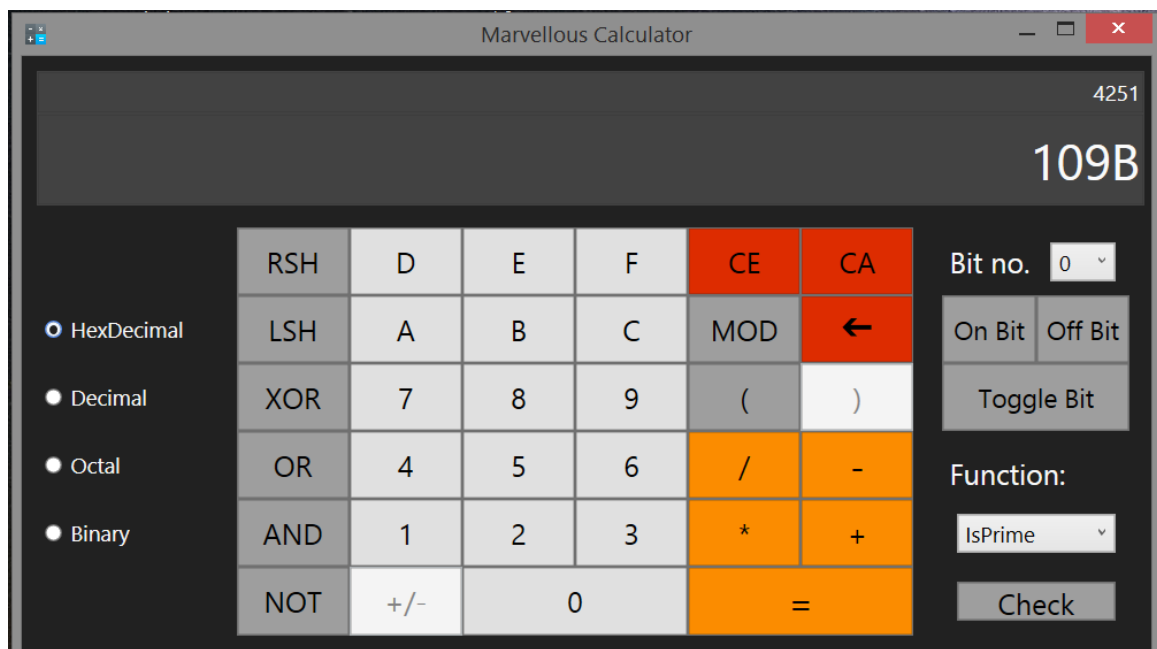 Marvellous Calculator
4251
109B
RSH D E F CE CA Bit no. 0
HexDecimal LSH A B C MOD ← On Bit Off Bit
Decimal XOR 7 8 9 ( ) Toggle Bit
Octal OR 4 5 6 / - Function:
Binary AND 1 2 3 * + IsPrime
NOT +/- 0 = Check